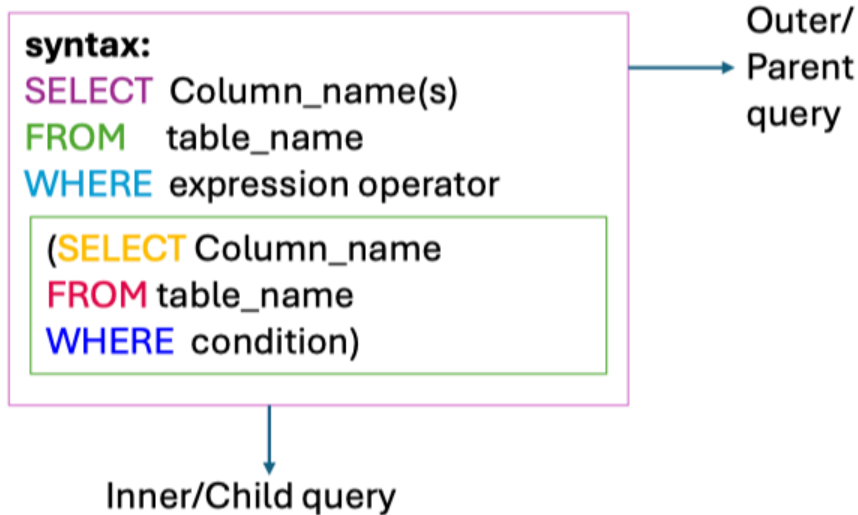 syntax:
SELECT Column_name(s)
FROM table_name
WHERE expression operator
(SELECT Column_name
FROM table_name
WHERE condition)
Outer/
Parent
query
Inner/Child query